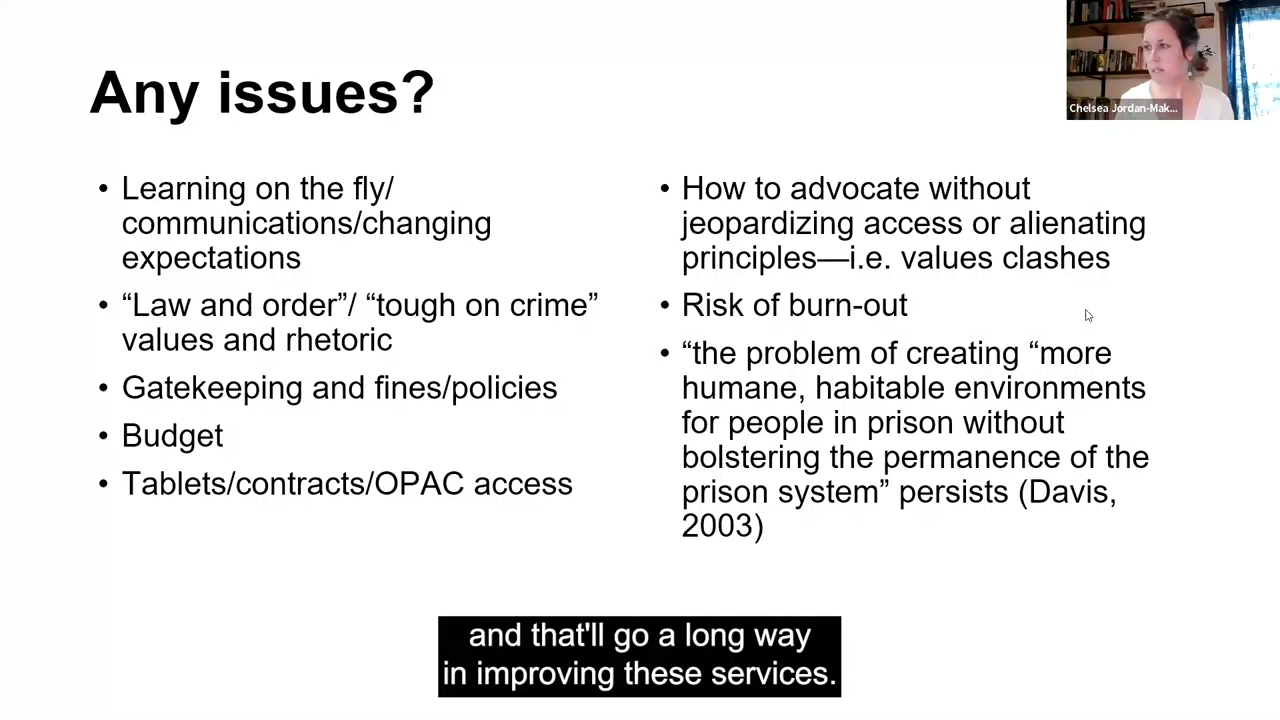 Any issues?
Chelsea Jordan-Mak...
• Learning on the fly/
communications/changing
expectations
• “Law and order”/ “tough on crime”
values and rhetoric
• Gatekeeping and fines/policies
• Budget
• Tablets/contracts/OPAC access
• How to advocate without
jeopardizing access or alienating
principles—i.e. values clashes
• Risk of burn-out
• “the problem of creating “more
humane, habitable environments
for people in prison without
bolstering the permanence of the
prison system” persists (Davis,
2003)
and that'll go a long way
in improving these services.